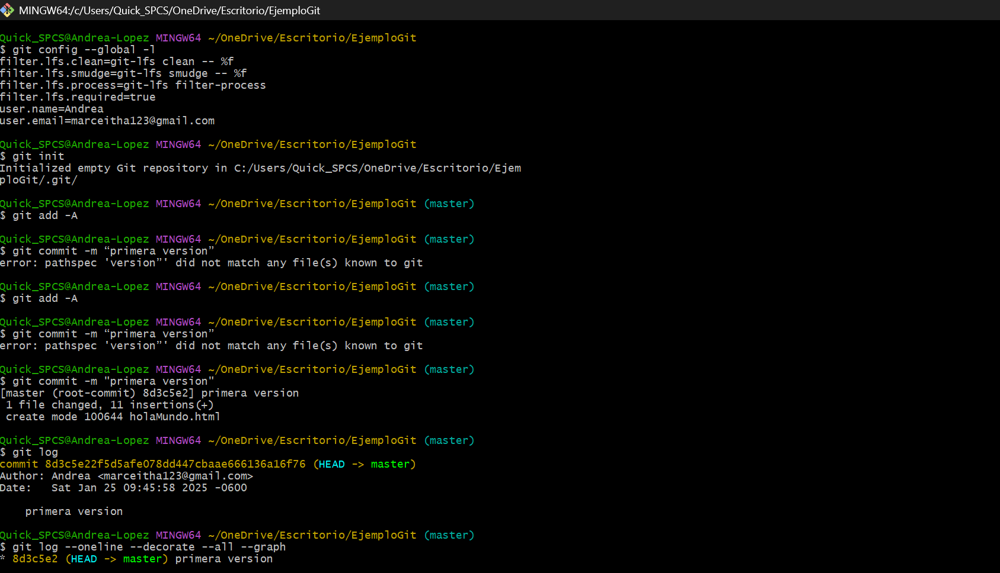 MINGW64:/c/Users/Quick_SPCS/OneDrive/Escritorio/EjemploGit
Quick_SPCS@Andrea-Lopez MINGW64 ~/OneDrive/Escritorio/EjemploGit
$ git config --global -l
filter.lfs.clean=git-lfs clean -- %f
filter.lfs.smudge=git-lfs smudge -- %f
filter.lfs.process=git-lfs filter-process
filter.lfs.required=true
user.name=Andrea
user.email=marceitha123@gmail.com
Quick_SPCS@Andrea-Lopez MINGW64 ~/OneDrive/Escritorio/EjemploGit
$ git init
Initialized empty Git repository in C:/Users/Quick_SPCS/OneDrive/Escritorio/Ejem
ploGit/.git/
Quick_SPCS@Andrea-Lopez MINGW64 ~/OneDrive/Escritorio/EjemploGit (master)
$ git add -A
Quick_SPCS@Andrea-Lopez MINGW64 ~/OneDrive/Escritorio/EjemploGit (master)
$ git commit -m “primera version”
error: pathspec 'version”' did not match any file(s) known to git
Quick_SPCS@Andrea-Lopez MINGW64 ~/OneDrive/Escritorio/EjemploGit (master)
$ git add -A
Quick_SPCS@Andrea-Lopez MINGW64 ~/OneDrive/Escritorio/EjemploGit (master)
$ git commit -m “primera version”
error: pathspec 'version”' did not match any file(s) known to git
Quick_SPCS@Andrea-Lopez MINGW64 ~/OneDrive/Escritorio/EjemploGit (master)
$ git commit -m "primera version"
[master (root-commit) 8d3c5e2] primera version
 1 file changed, 11 insertions(+)
 create mode 100644 holaMundo.html
Quick_SPCS@Andrea-Lopez MINGW64 ~/OneDrive/Escritorio/EjemploGit (master)
$ git log
commit 8d3c5e22f5d5afe078dd447cbaae666136a16f76 (HEAD -> master)
Author: Andrea <marceitha123@gmail.com>
Date:   Sat Jan 25 09:45:58 2025 -0600
    primera version
Quick_SPCS@Andrea-Lopez MINGW64 ~/OneDrive/Escritorio/EjemploGit (master)
$ git log --oneline --decorate --all --graph
* 8d3c5e2 (HEAD -> master) primera version